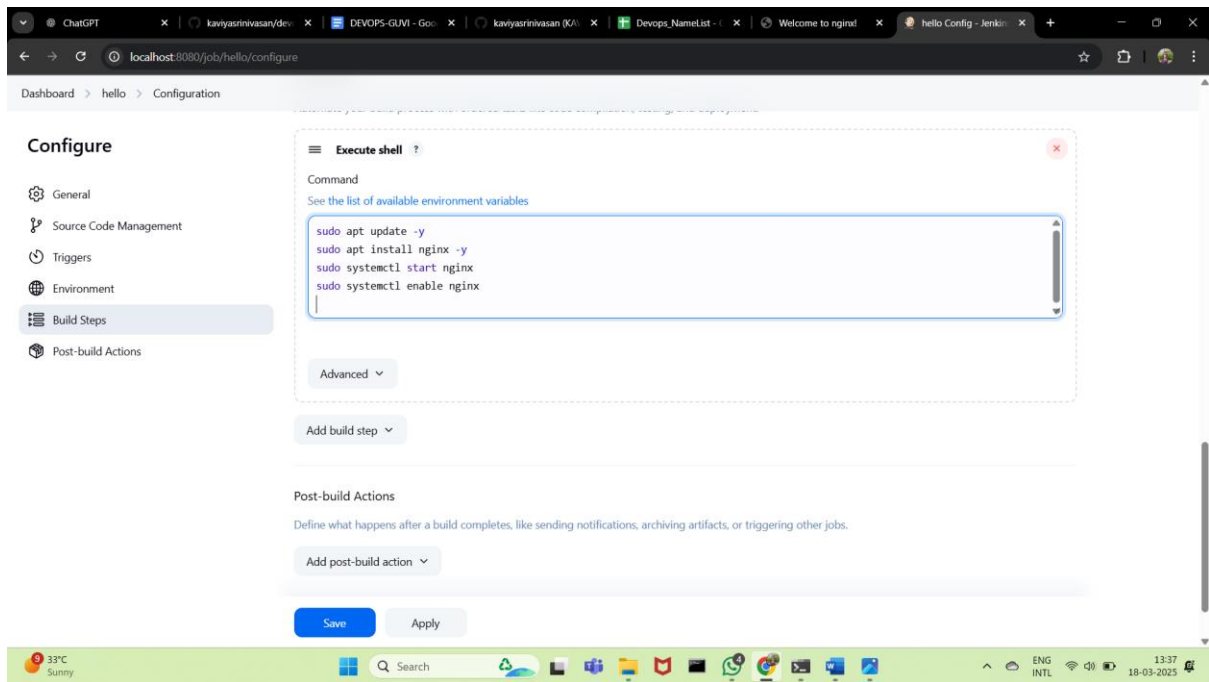 ChatGPT
kaviyasrinivasan/dev
DEVOPS-GUVI - Goo
kaviyasrinivasan (KAV
Devops_NameList - (
Welcome to nginx!
hello Config - Jenkin
localhost:8080/job/hello/configure
Dashboard > hello > Configuration
Configure
General
Source Code Management
Triggers
Environment
Build Steps
Post-build Actions
Execute shell ?
Command
See the list of available environment variables
sudo apt update -y
sudo apt install nginx -y
sudo systemctl start nginx
sudo systemctl enable nginx
Advanced
Add build step
Post-build Actions
Define what happens after a build completes, like sending notifications, archiving artifacts, or triggering other jobs.
Add post-build action
Save
Apply
9
33°C
Sunny
Search
ENG
INTL
13:37
18-03-2025